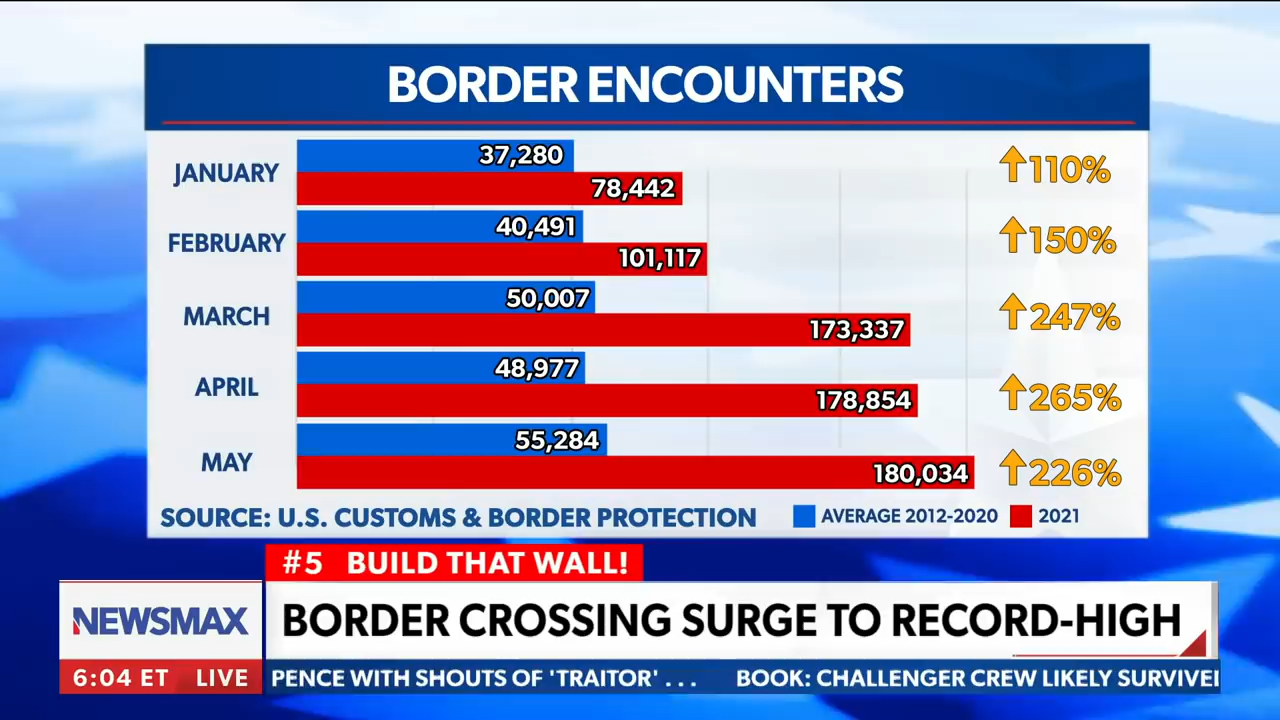 BORDER ENCOUNTERS
JANUARY
37,280
78,442
110%
FEBRUARY
40,491
101,117
150%
MARCH
50,007
173,337
247%
APRIL
48,977
178,854
265%
MAY
55,284
180,034
226%
SOURCE: U.S. CUSTOMS & BORDER PROTECTION
AVERAGE 2012-2020
2021
#5 BUILD THAT WALL!
NEWSMAX
BORDER CROSSING SURGE TO RECORD-HIGH
6:04 ET LIVE
PENCE WITH SHOUTS OF 'TRAITOR' . . . BOOK: CHALLENGER CREW LIKELY